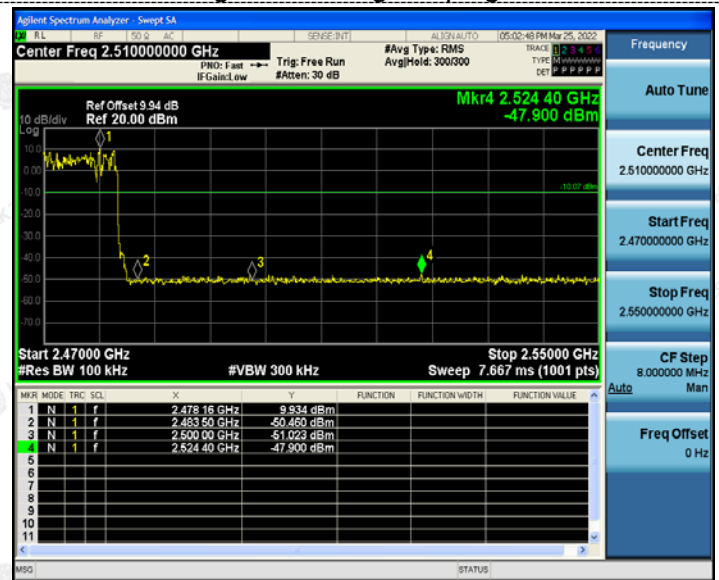 Agilent Spectrum Analyzer - Swept SA
RL RF 50 Ω AC SENSE:INT ALIGNAUTO 05:02:48 PM Mar 25, 2022
Center Freq 2.510000000 GHz
PNO: Fast
IFGain:Low
Trig: Free Run
#Atten: 30 dB
#Avg Type: RMS
Avg|Hold: 300/300
TRACE 1 2 3 4 5 6
TYPE M W W W W W
DET P P P P P P
Ref Offset 9.94 dB
10 dB/div Ref 20.00 dBm
Log
Mkr4 2.524 40 GHz
-47.900 dBm
1
10.0
0.00
-10.0
-10.07 dBm
-20.0
-30.0
-40.0
2
3
4
-50.0
-60.0
-70.0
Start 2.47000 GHz Stop 2.55000 GHz
#Res BW 100 kHz #VBW 300 kHz Sweep 7.667 ms (1001 pts)
MKR MODE TRC SCL X Y FUNCTION FUNCTION WIDTH FUNCTION VALUE
1 N 1 f 2.478 16 GHz 9.934 dBm
2 N 1 f 2.483 50 GHz -50.460 dBm
3 N 1 f 2.500 00 GHz -51.023 dBm
4 N 1 f 2.524 40 GHz -47.900 dBm
5
6
7
8
9
10
11
MSG STATUS
Frequency
Auto Tune
Center Freq
2.510000000 GHz
Start Freq
2.470000000 GHz
Stop Freq
2.550000000 GHz
CF Step
8.000000 MHz
Auto Man
Freq Offset
0 Hz